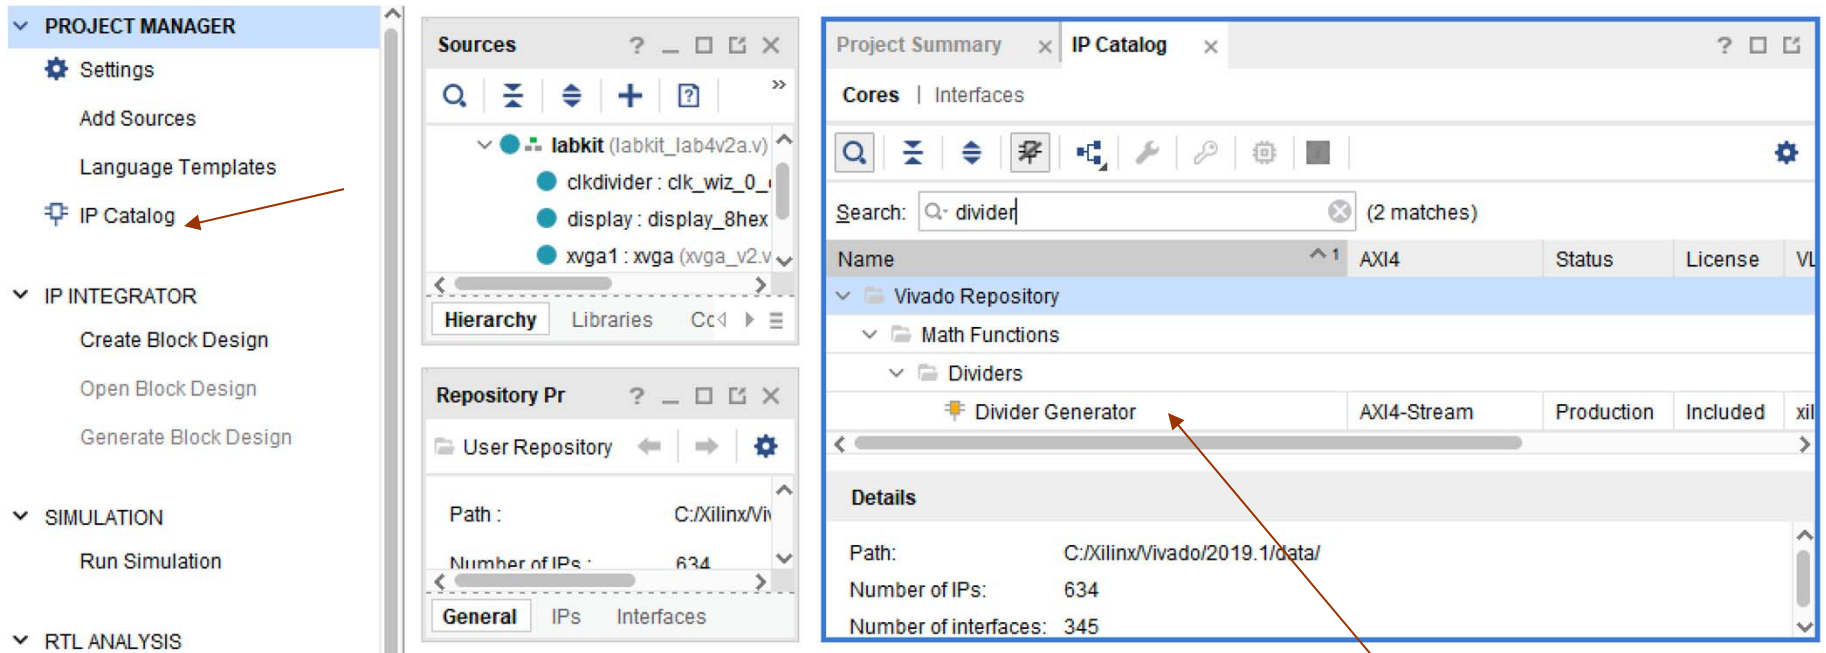 PROJECT MANAGER
Settings
Add Sources
Language Templates
IP Catalog
IP INTEGRATOR
Create Block Design
Open Block Design
Generate Block Design
SIMULATION
Run Simulation
RTL ANALYSIS
Sources
labkit (labkit_lab4v2a.v)
clkdivider : clk_wiz_0_
display : display_8hex
xvga1 : xvga (xvga_v2.v
Hierarchy Libraries
Repository Pr
User Repository
Path : C:/Xilinx/Viv
Number of IPs : 634
General IPs Interfaces
Project Summary IP Catalog
Cores | Interfaces
Search: divider (2 matches)
Name 1 AXI4 Status License VL
Vivado Repository
Math Functions
Dividers
Divider Generator AXI4-Stream Production Included xil
Details
Path: C:/Xilinx/Vivado/2019.1/data/
Number of IPs: 634
Number of interfaces: 345